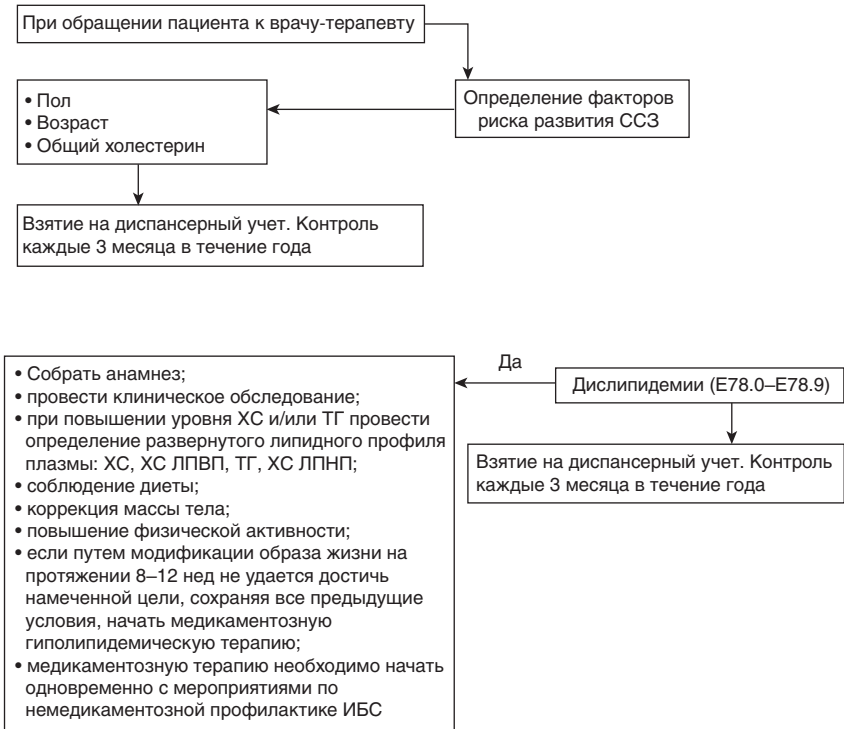 При обращении пациента к врачу-терапевту
Определение факторов
риска развития ССЗ
• Пол
• Возраст
• Общий холестерин
Взятие на диспансерный учет. Контроль
каждые 3 месяца в течение года
Да
Дислипидемии (E78.0–E78.9)
Взятие на диспансерный учет. Контроль
каждые 3 месяца в течение года
• Собрать анамнез;
• провести клиническое обследование;
• при повышении уровня ХС и/или ТГ провести
определение развернутого липидного профиля
плазмы: ХС, ХС ЛПВП, ТГ, ХС ЛПНП;
• соблюдение диеты;
• коррекция массы тела;
• повышение физической активности;
• если путем модификации образа жизни на
протяжении 8–12 нед не удается достичь
намеченной цели, сохраняя все предыдущие
условия, начать медикаментозную
гиполипидемическую терапию;
• медикаментозную терапию необходимо начать
одновременно с мероприятиями по
немедикаментозной профилактике ИБС